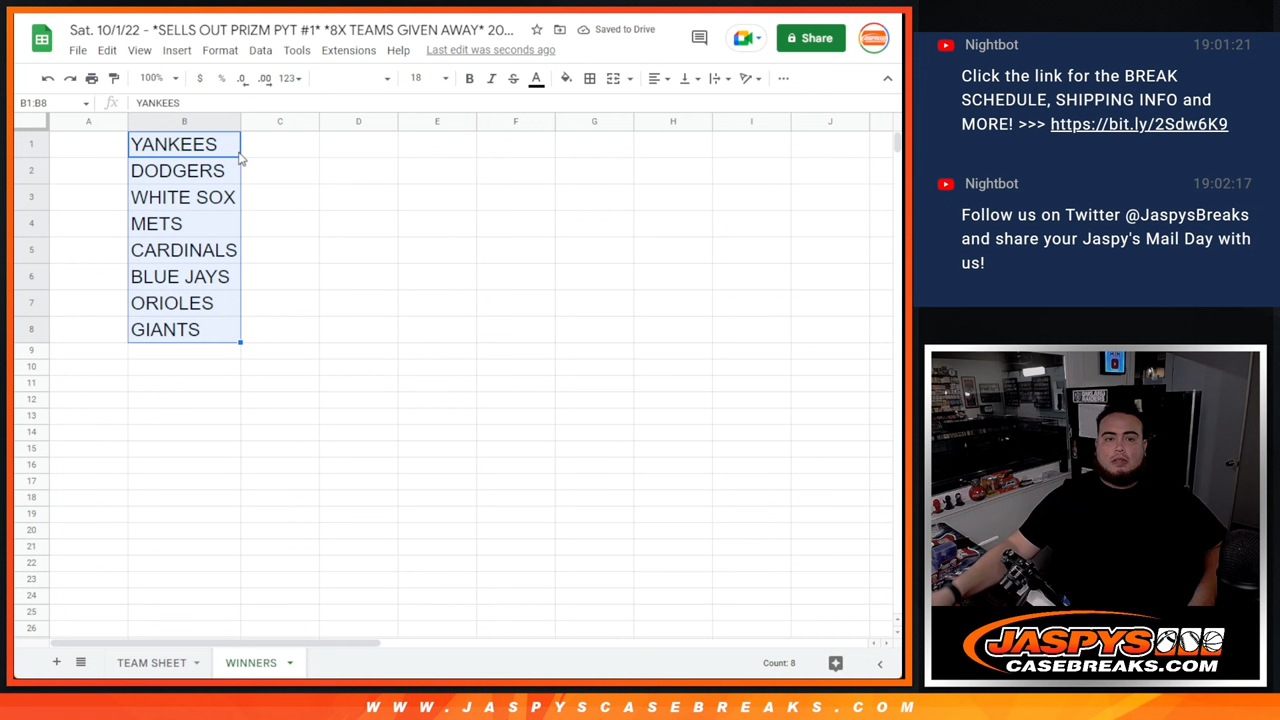 Sat. 10/1/22 - *SELLS OUT PRIZM PYT #1* *8X TEAMS GIVEN AWAY* 20...
Saved to Drive
Share
File Edit View Insert Format Data Tools Extensions Help Last edit was seconds ago
100% $ % .0 .00 123 18 B I S A
B1:B8 fx YANKEES
A B C D E F G H I J
1 YANKEES
2 DODGERS
3 WHITE SOX
4 METS
5 CARDINALS
6 BLUE JAYS
7 ORIOLES
8 GIANTS
9
10
11
12
13
14
15
16
17
18
19
20
21
22
23
24
25
26
TEAM SHEET WINNERS Count: 8
Nightbot 19:01:21
Click the link for the BREAK
SCHEDULE, SHIPPING INFO and
MORE! >>> https://bit.ly/2Sdw6K9
Nightbot 19:02:17
Follow us on Twitter @JaspysBreaks
and share your Jaspy's Mail Day with
us!
JASPYS
CASEBREAKS.COM
WWW.JASPYSCASEBREAKS.COM